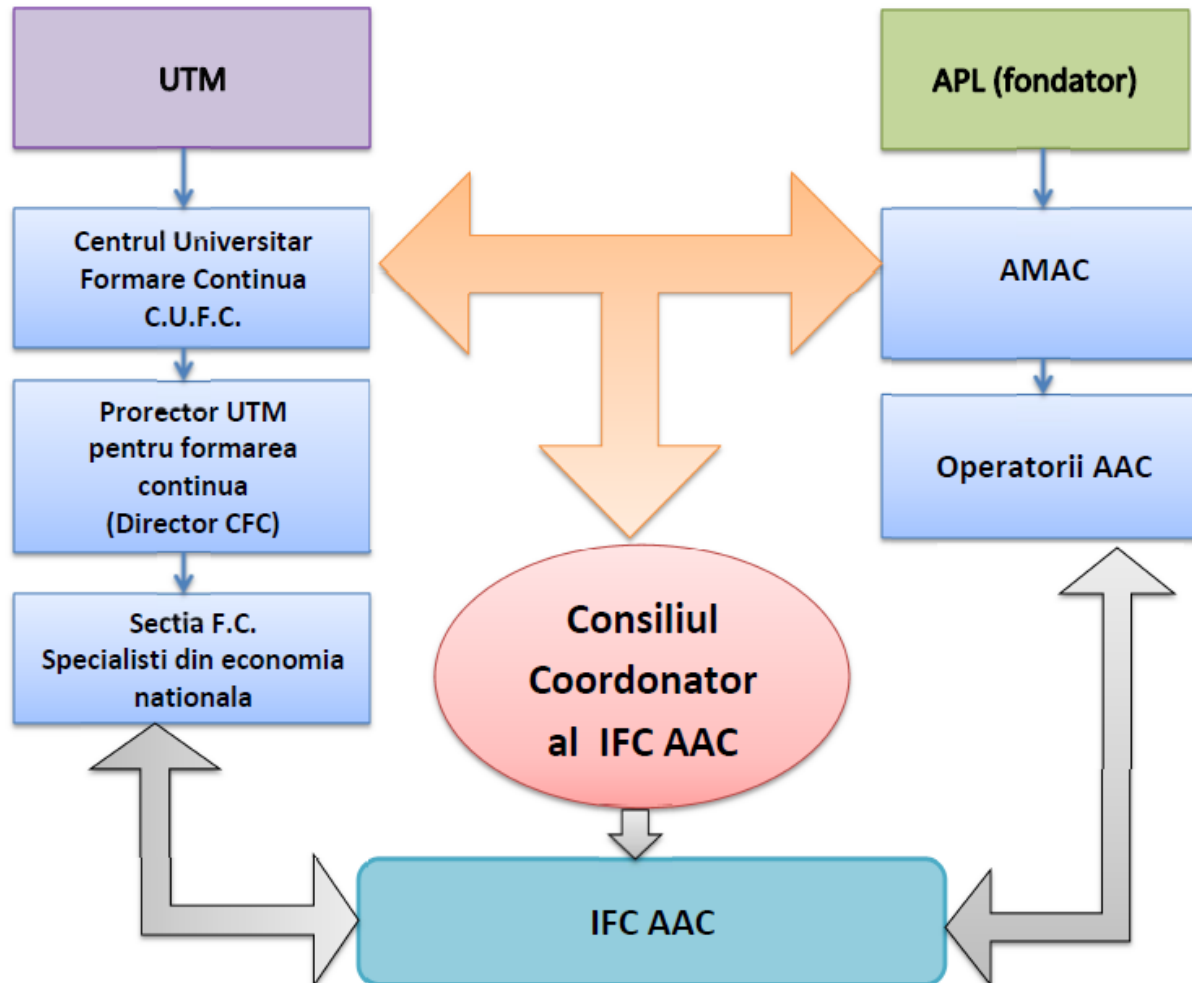 UTM
APL (fondator)
Centrul Universitar
Formare Continua
C.U.F.C.
AMAC
Prorector UTM
pentru formarea
continua
(Director CFC)
Operatorii AAC
Sectia F.C.
Specialisti din economia
nationala
Consiliul
Coordonator
al IFC AAC
IFC AAC